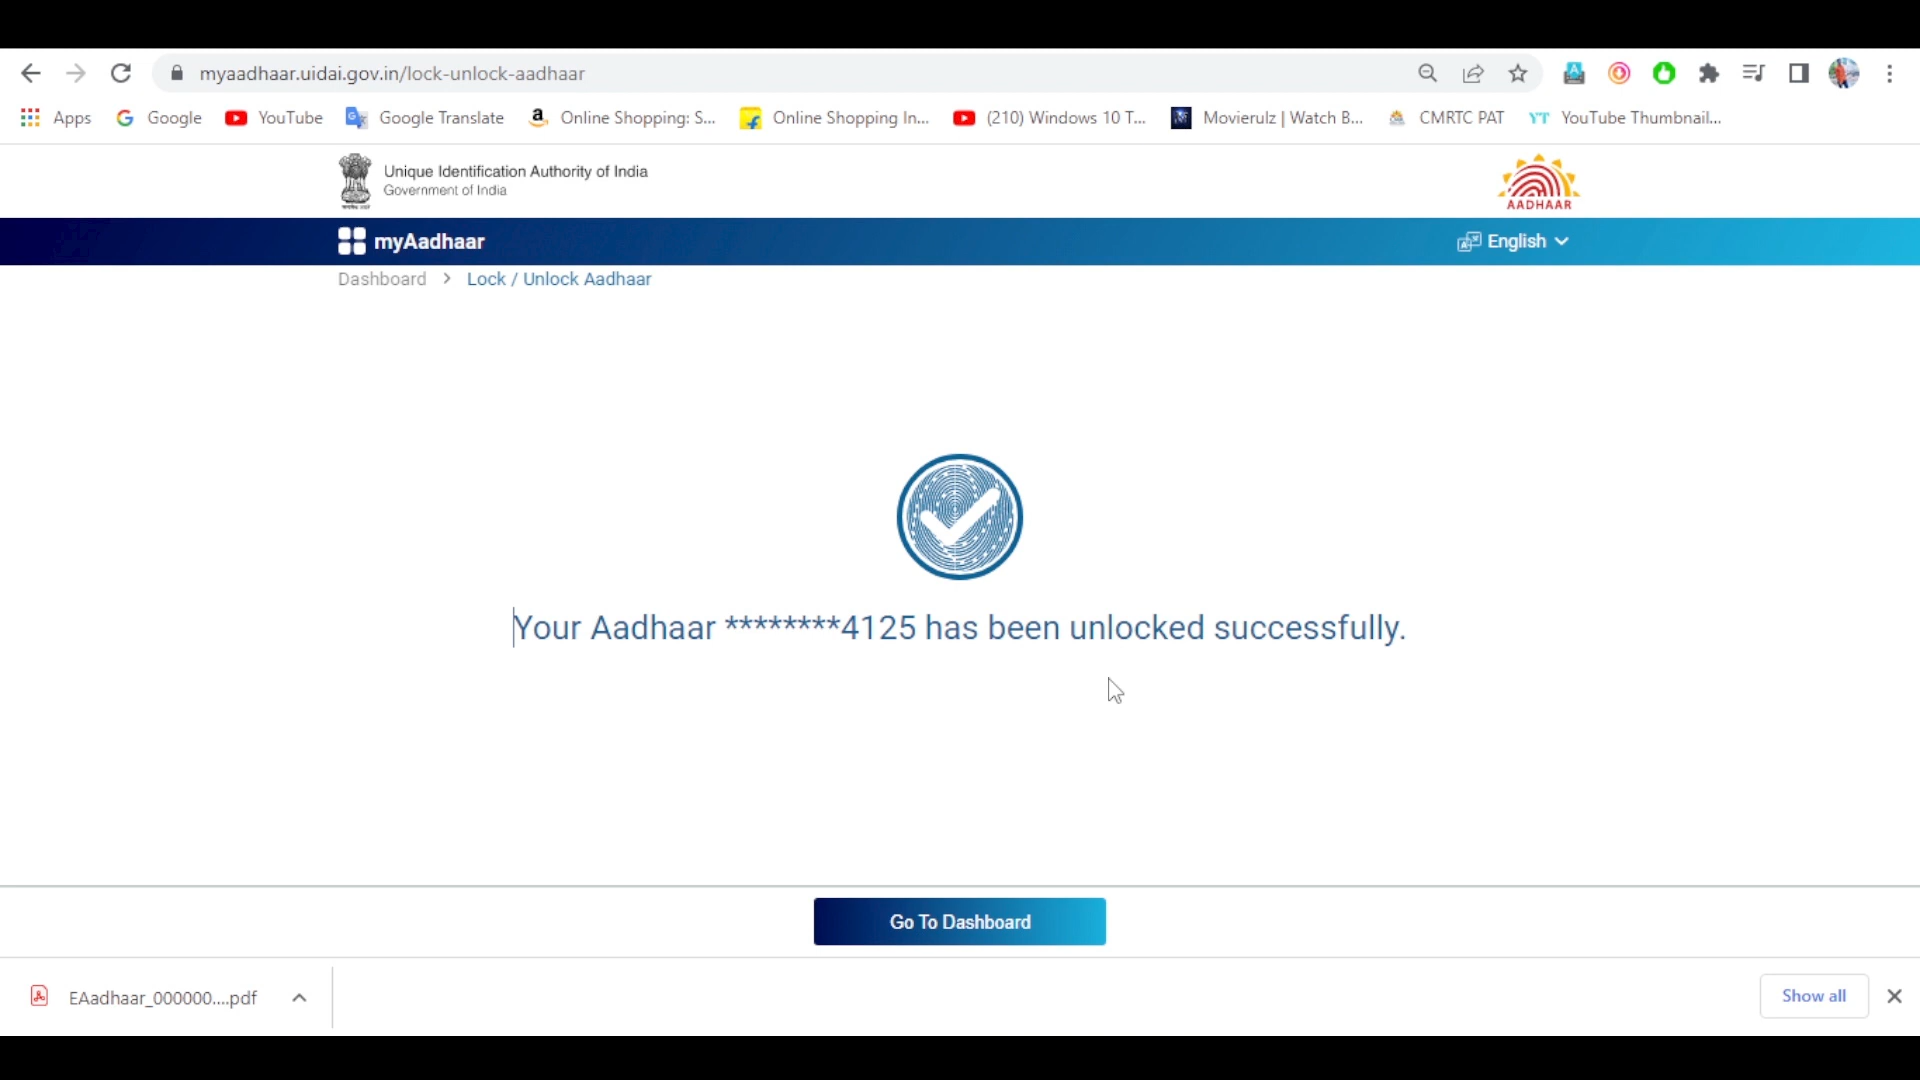 myaadhaar.uidai.gov.in/lock-unlock-aadhaar
Apps Google YouTube Google Translate Online Shopping: S... Online Shopping In... (210) Windows 10 T... Movierulz | Watch B... CMRTC PAT YT YouTube Thumbnail...
Unique Identification Authority of India
Government of India
AADHAAR
myAadhaar
English
Dashboard > Lock / Unlock Aadhaar
Your Aadhaar ********4125 has been unlocked successfully.
Go To Dashboard
EAadhaar_000000....pdf
Show all